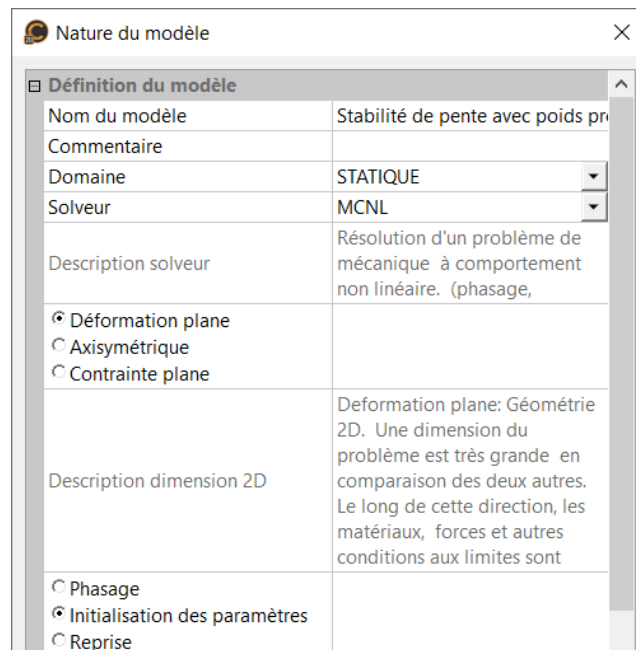 Nature du modèle
Définition du modèle
Nom du modèle Stabilité de pente avec poids
Commentaire
Domaine STATIQUE
Solveur MCNL
Description solveur
Résolution d'un problème de
mécanique à comportement
non linéaire. (phasage,
Déformation plane
Axisymétrique
Contrainte plane
Description dimension 2D
Deformation plane: Géométrie
2D. Une dimension du
problème est très grande en
comparaison des deux autres.
Le long de cette direction, les
matériaux, forces et autres
conditions aux limites sont
Phasage
Initialisation des paramètres
Reprise